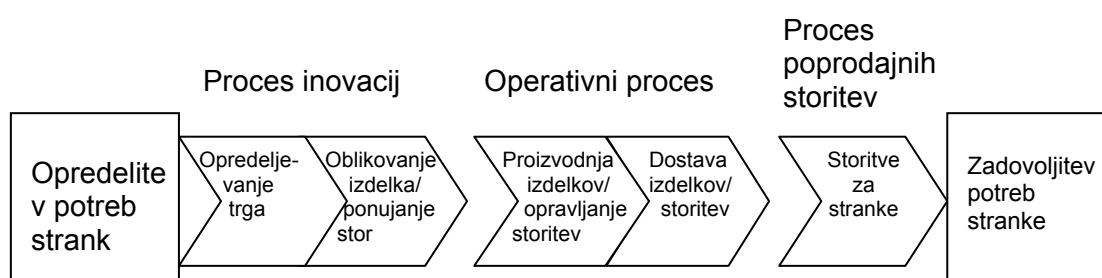 Proces inovacij
Operativni proces
Proces
poprodajnih
storitev
Opredelite
v potreb
strank
Opredelje-
vanje
trga
Oblikovanje
izdelka/
ponujanje
stor
Proizvodnja
izdelkov/
opravljanje
storitev
Dostava
izdelkov/
storitev
Storitve
za
stranke
Zadovoljitev
potreb
stranke